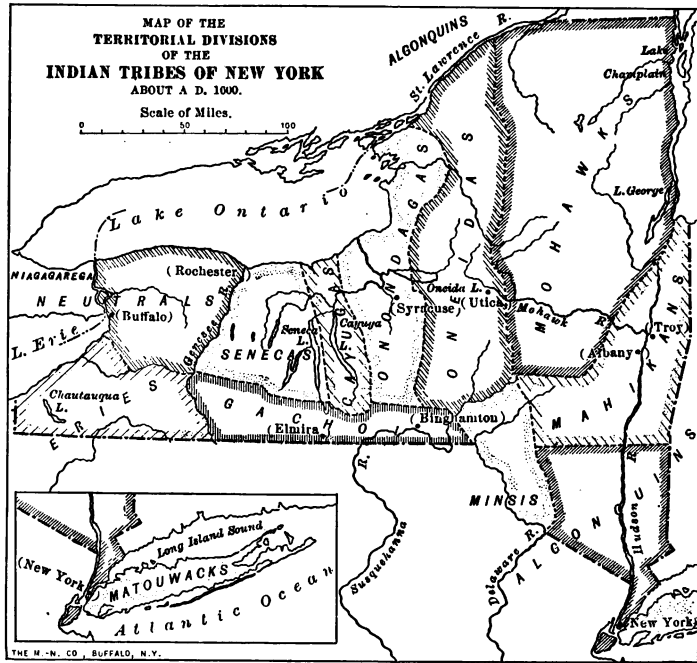 MAP OF THE
TERRITORIAL DIVISIONS
OF THE
INDIAN TRIBES OF NEW YORK
ABOUT A D. 1600.
Scale of Miles.
0 50 100
ALGONQUINS
St. Lawrence R.
Lake
Champlain
L. George
MOHAWKS
Lake Ontario
NIAGAGAREGA
NEUTRALS
(Rochester)
(Buffalo)
L. Erie
Genesee R.
SENECAS
Seneca
L.
Cayuya
CAYUGAS
ONONDAGAS
(Syracuse)
ONEIDAS
Oneida L.
(Utica)
Mohawk R.
Troy)
(Albany
MAHIKANS
Chautauqua
L.
ERIES
GACHOI
(Elmira
(Binghamton)
MINSIS
ALGONQUINS
Hudson R
Delaware R.
Susquehanna R.
(New York)
Long Island Sound
(New York
MATOUWACKS
Atlantic Ocean
THE M.-N. CO., BUFFALO, N.Y.